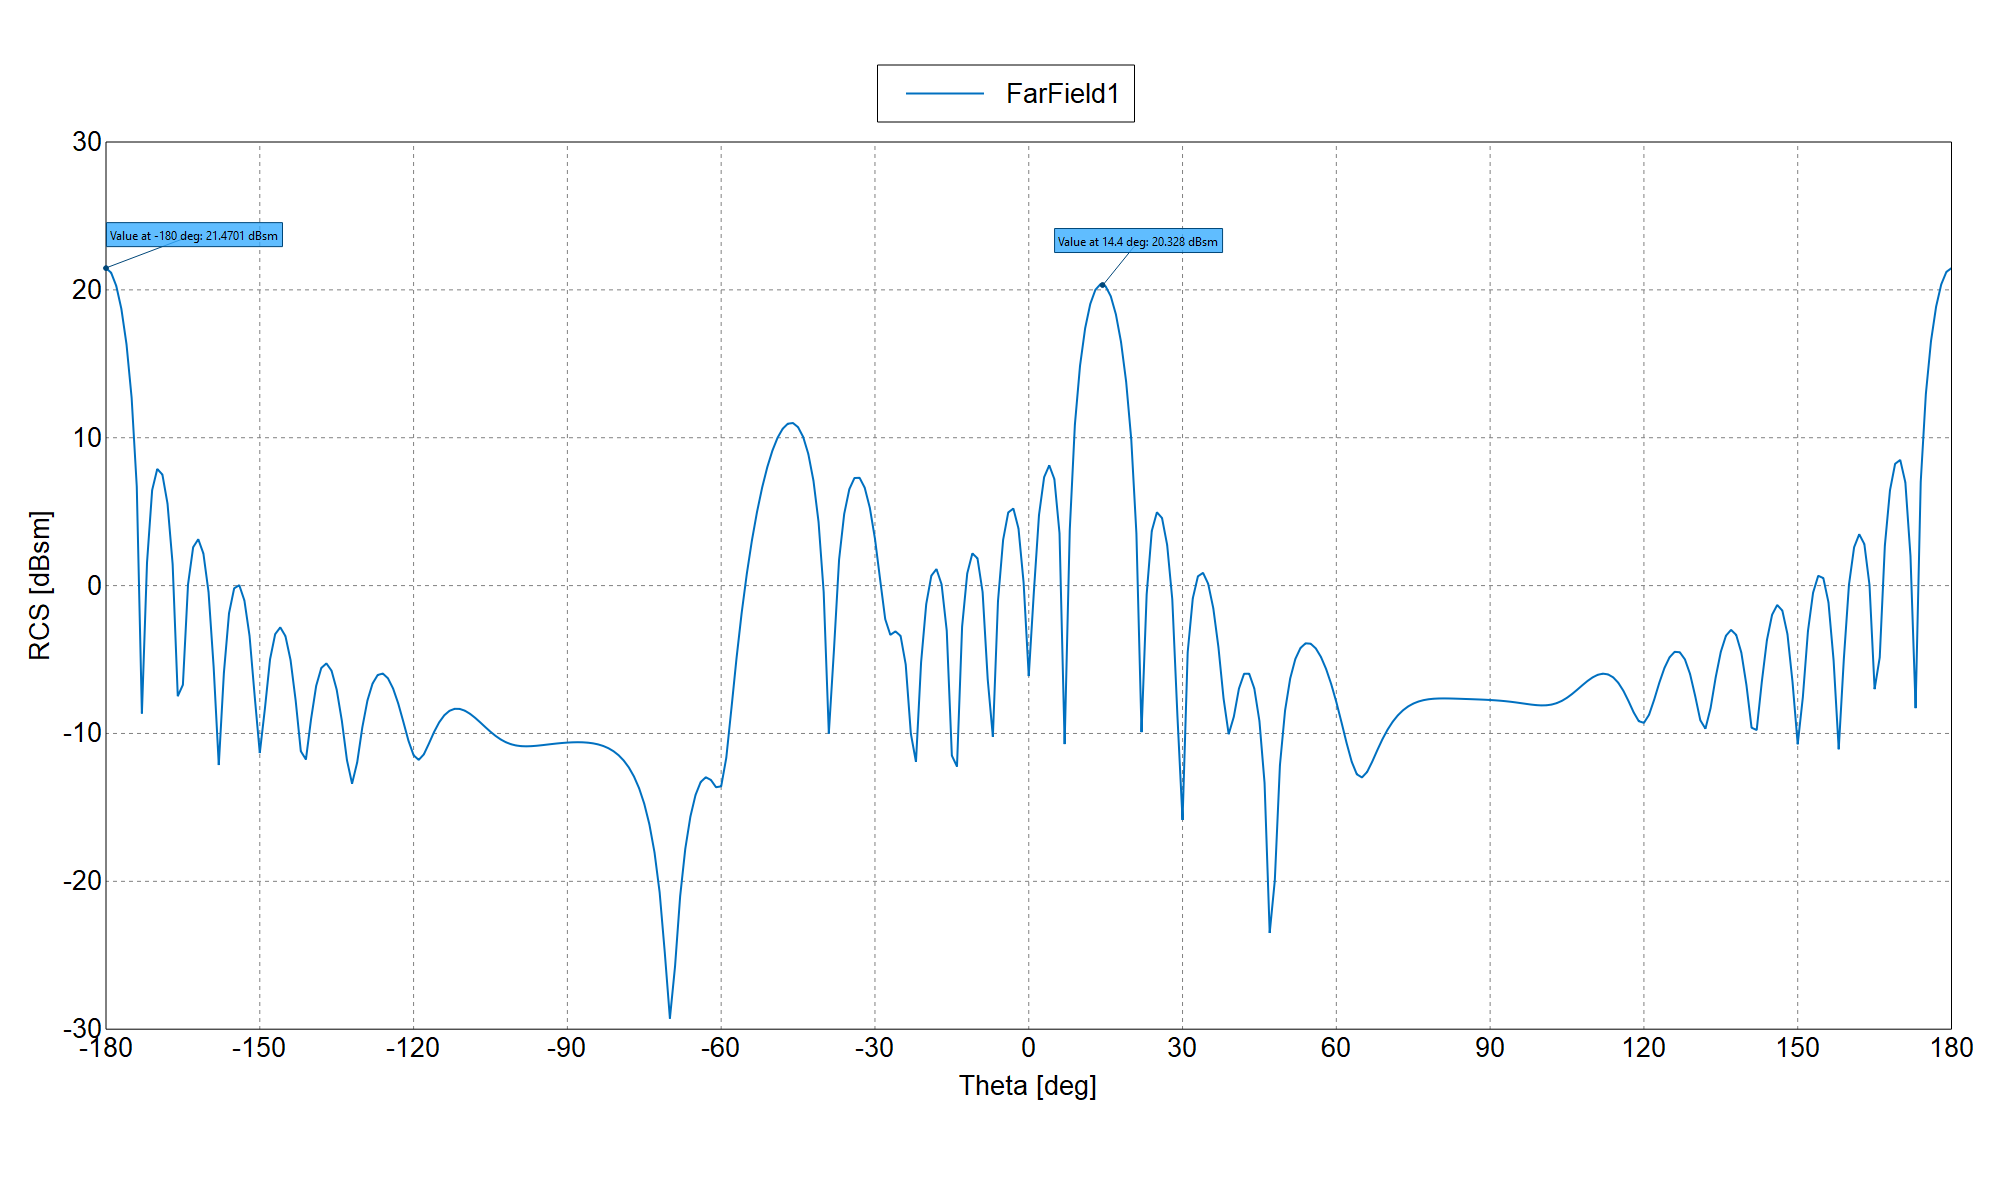 FarField1
30
20
10
0
-10
-20
-30
RCS [dBsm]
Value at -180 deg: 21.4701 dBsm
Value at 14.4 deg: 20.328 dBsm
-180 -150 -120 -90 -60 -30 0 30 60 90 120 150 180
Theta [deg]